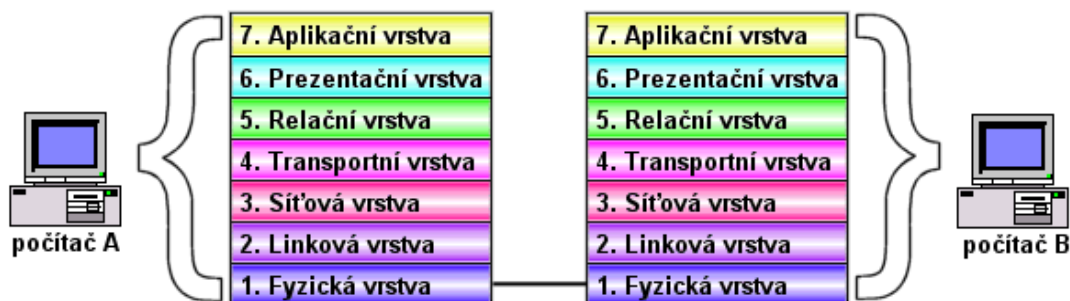 7. Aplikační vrstva
6. Prezentační vrstva
5. Relační vrstva
4. Transportní vrstva
3. Síťová vrstva
2. Linková vrstva
1. Fyzická vrstva
počítač A
7. Aplikační vrstva
6. Prezentační vrstva
5. Relační vrstva
4. Transportní vrstva
3. Síťová vrstva
2. Linková vrstva
1. Fyzická vrstva
počítač B